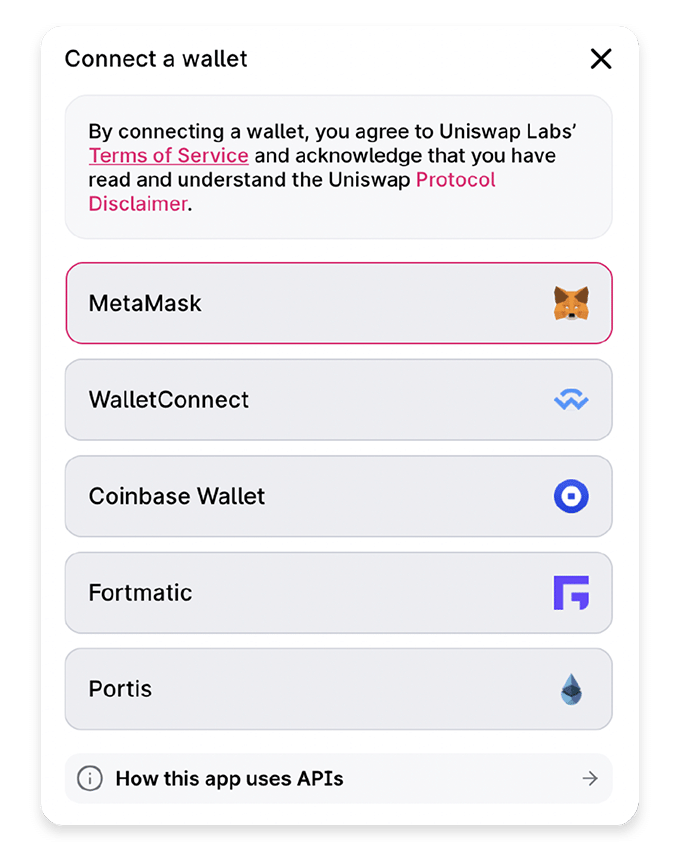 Connect a wallet
By connecting a wallet, you agree to Uniswap Labs’
Terms of Service and acknowledge that you have
read and understand the Uniswap Protocol
Disclaimer.
MetaMask
WalletConnect
Coinbase Wallet
Fortmatic
Portis
How this app uses APIs